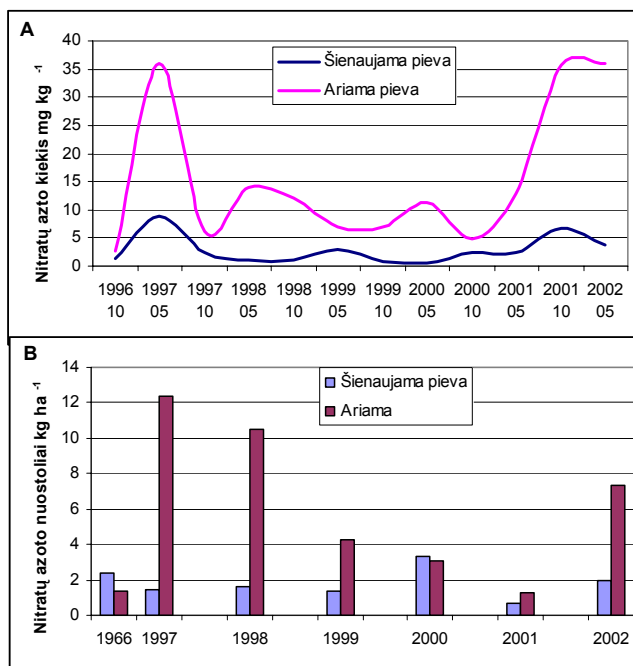 A
Nitratų azto kiekis mg kg -1
40
35
30
25
20
15
10
5
0
Šienaujama pieva
Ariama pieva
1996 1997 1997 1998 1998 1999 1999 2000 2000 2001 2001 2002
10 05 10 05 10 05 10 05 10 05 10 05
B
Nitratų azoto nuostoliai kg ha -1
14
12
10
8
6
4
2
0
Šienaujama pieva
Ariama
1966 1997 1998 1999 2000 2001 2002